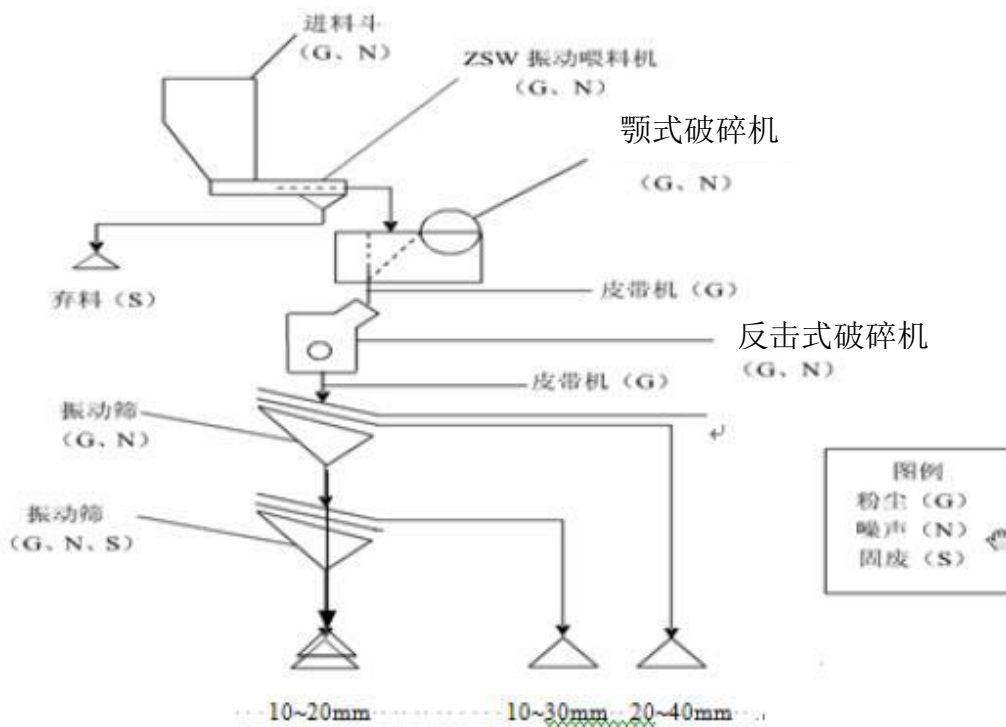 进料斗
（G、N）
ZSW 振动喂料机
（G、N）
颚式破碎机
（G、N）
弃料（S）
皮带机（G）
反击式破碎机
（G、N）
皮带机（G）
振动筛
（G、N）
振动筛
（G、N、S）
图例
粉尘（G）
噪声（N）
固废（S）
10~20mm 10~30mm 20~40mm